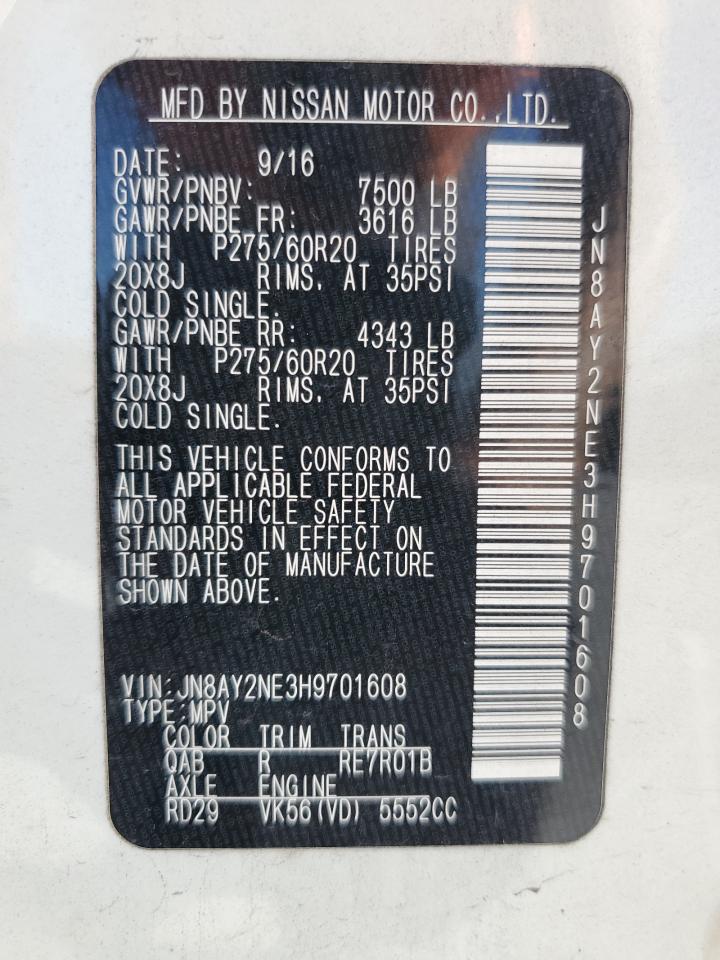 MFD BY NISSAN MOTOR CO.,LTD.
DATE: 9/16
GVWR/PNBV: 7500 LB
GAWR/PNBE FR: 3616 LB
WITH P275/60R20 TIRES
20X8J RIMS, AT 35PSI
COLD SINGLE.
GAWR/PNBE RR: 4343 LB
WITH P275/60R20 TIRES
20X8J RIMS, AT 35PSI
COLD SINGLE.
THIS VEHICLE CONFORMS TO
ALL APPLICABLE FEDERAL
MOTOR VEHICLE SAFETY
STANDARDS IN EFFECT ON
THE DATE OF MANUFACTURE
SHOWN ABOVE.
VIN:JN8AY2NE3H9701608
TYPE:MPV
COLOR TRIM TRANS
QAB R RE7R01B
AXLE ENGINE
RD29 VK56(VD) 5552CC
JN8AY2NE3H9701608